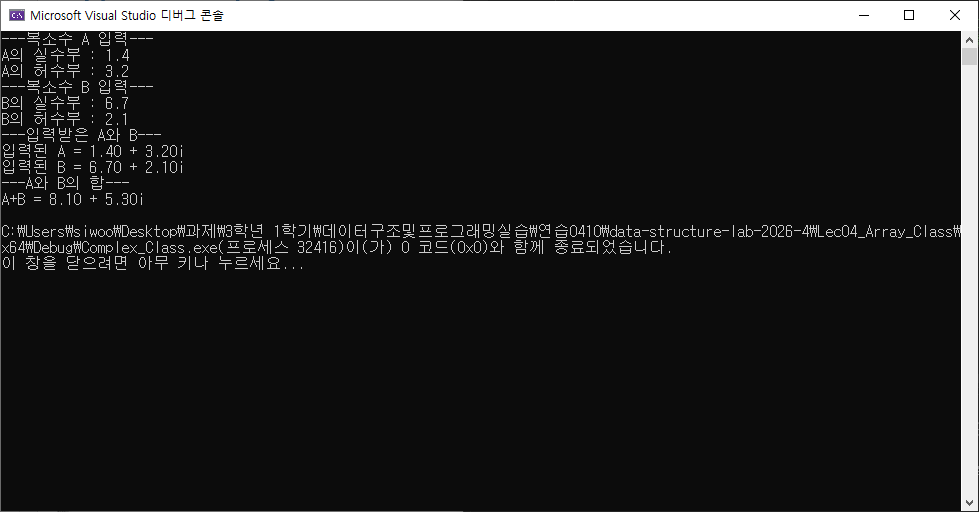 Microsoft Visual Studio 디버그 콘솔
---복소수 A 입력---
A의 실수부 : 1.4
A의 허수부 : 3.2
---복소수 B 입력---
B의 실수부 : 6.7
B의 허수부 : 2.1
---입력받은 A와 B---
입력된 A = 1.40 + 3.20i
입력된 B = 6.70 + 2.10i
---A와 B의 합---
A+B = 8.10 + 5.30i
C:₩Users₩siwoo₩Desktop₩과제₩3학년 1학기₩데이터구조및프로그래밍실습₩연습0410₩data-structure-lab-2026-4₩Lec04_Array_Class₩
x64₩Debug₩Complex_Class.exe(프로세스 32416)이(가) 0 코드(0x0)와 함께 종료되었습니다.
이 창을 닫으려면 아무 키나 누르세요...